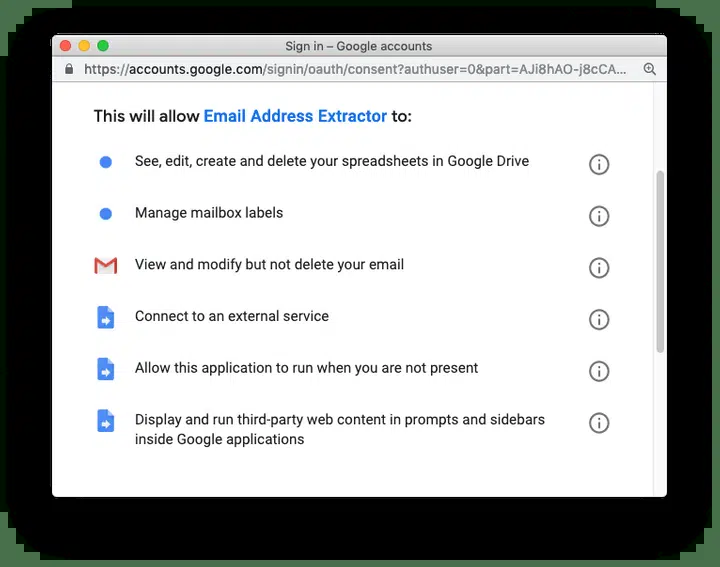 Sign in – Google accounts
https://accounts.google.com/signin/oauth/consent?authuser=0&part=AJi8hAO-j8cCA...
This will allow Email Address Extractor to:
See, edit, create and delete your spreadsheets in Google Drive
Manage mailbox labels
View and modify but not delete your email
Connect to an external service
Allow this application to run when you are not present
Display and run third-party web content in prompts and sidebars
inside Google applications